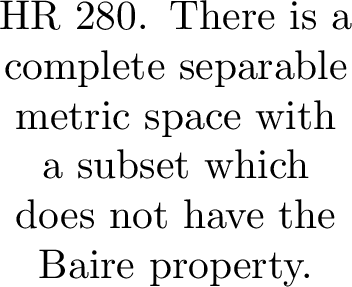 HR 280. There is a
complete separable
metric space with
a subset which
does not have the
Baire property.